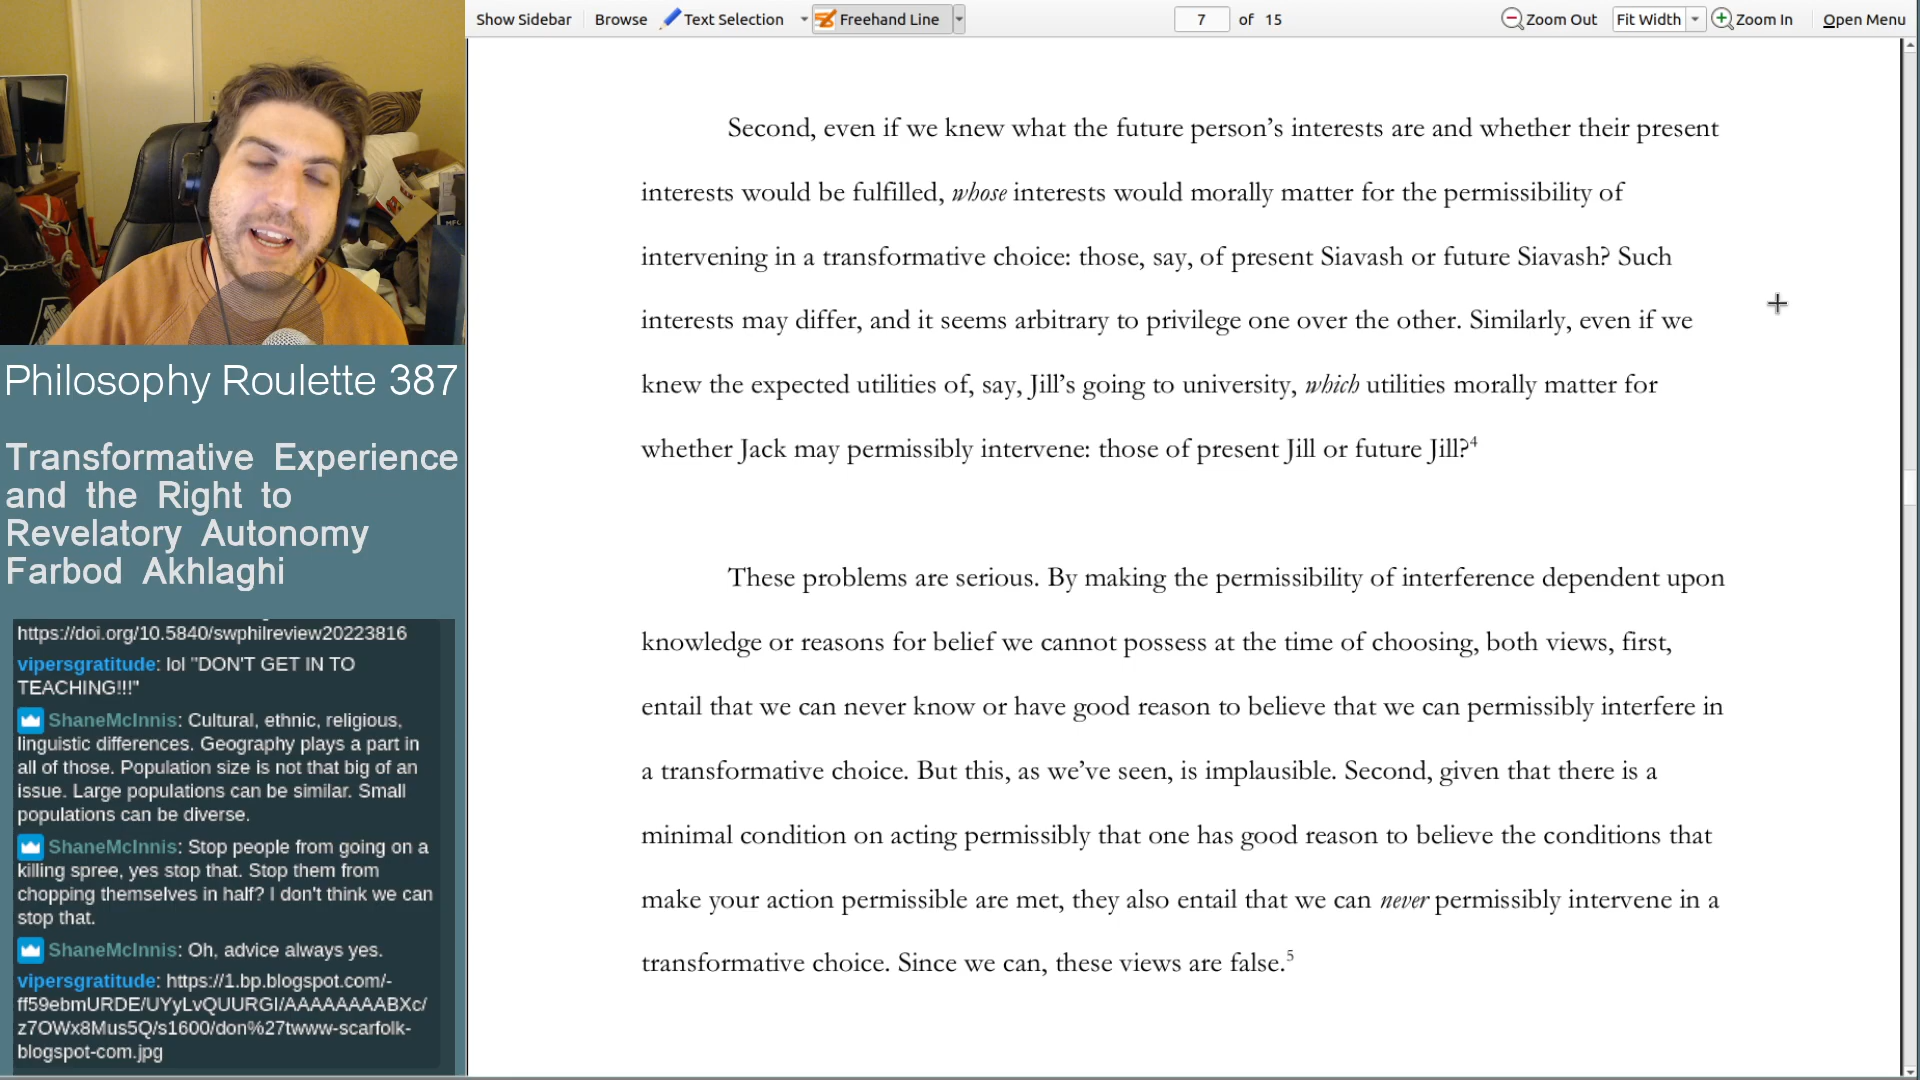 Show Sidebar Browse Text Selection Freehand Line 7 of 15 Zoom Out Fit Width Zoom In Open Menu
Second, even if we knew what the future person's interests are and whether their present
interests would be fulfilled, whose interests would morally matter for the permissibility of
intervening in a transformative choice: those, say, of present Siavash or future Siavash? Such
interests may differ, and it seems arbitrary to privilege one over the other. Similarly, even if we
knew the expected utilities of, say, Jill's going to university, which utilities morally matter for
whether Jack may permissibly intervene: those of present Jill or future Jill?4
These problems are serious. By making the permissibility of interference dependent upon
knowledge or reasons for belief we cannot possess at the time of choosing, both views, first,
entail that we can never know or have good reason to believe that we can permissibly interfere in
a transformative choice. But this, as we've seen, is implausible. Second, given that there is a
minimal condition on acting permissibly that one has good reason to believe the conditions that
make your action permissible are met, they also entail that we can never permissibly intervene in a
transformative choice. Since we can, these views are false.5
Philosophy Roulette 387
Transformative Experience
and the Right to
Revelatory Autonomy
Farbod Akhlaghi
https://doi.org/10.5840/swphilreview20223816
vipersgratitude: lol "DON'T GET IN TO
TEACHING!!!"
ShaneMcInnis: Cultural, ethnic, religious,
linguistic differences. Geography plays a part in
all of those. Population size is not that big of an
issue. Large populations can be similar. Small
populations can be diverse.
ShaneMcInnis: Stop people from going on a
killing spree, yes stop that. Stop them from
chopping themselves in half? I don't think we can
stop that.
ShaneMcInnis: Oh, advice always yes.
vipersgratitude: https://1.bp.blogspot.com/-
ff59ebmURDE/UYyLvQUURGI/AAAAAAAABXc/
z7OWx8Mus5Q/s1600/don%27twww-scarfolk-
blogspot-com.jpg